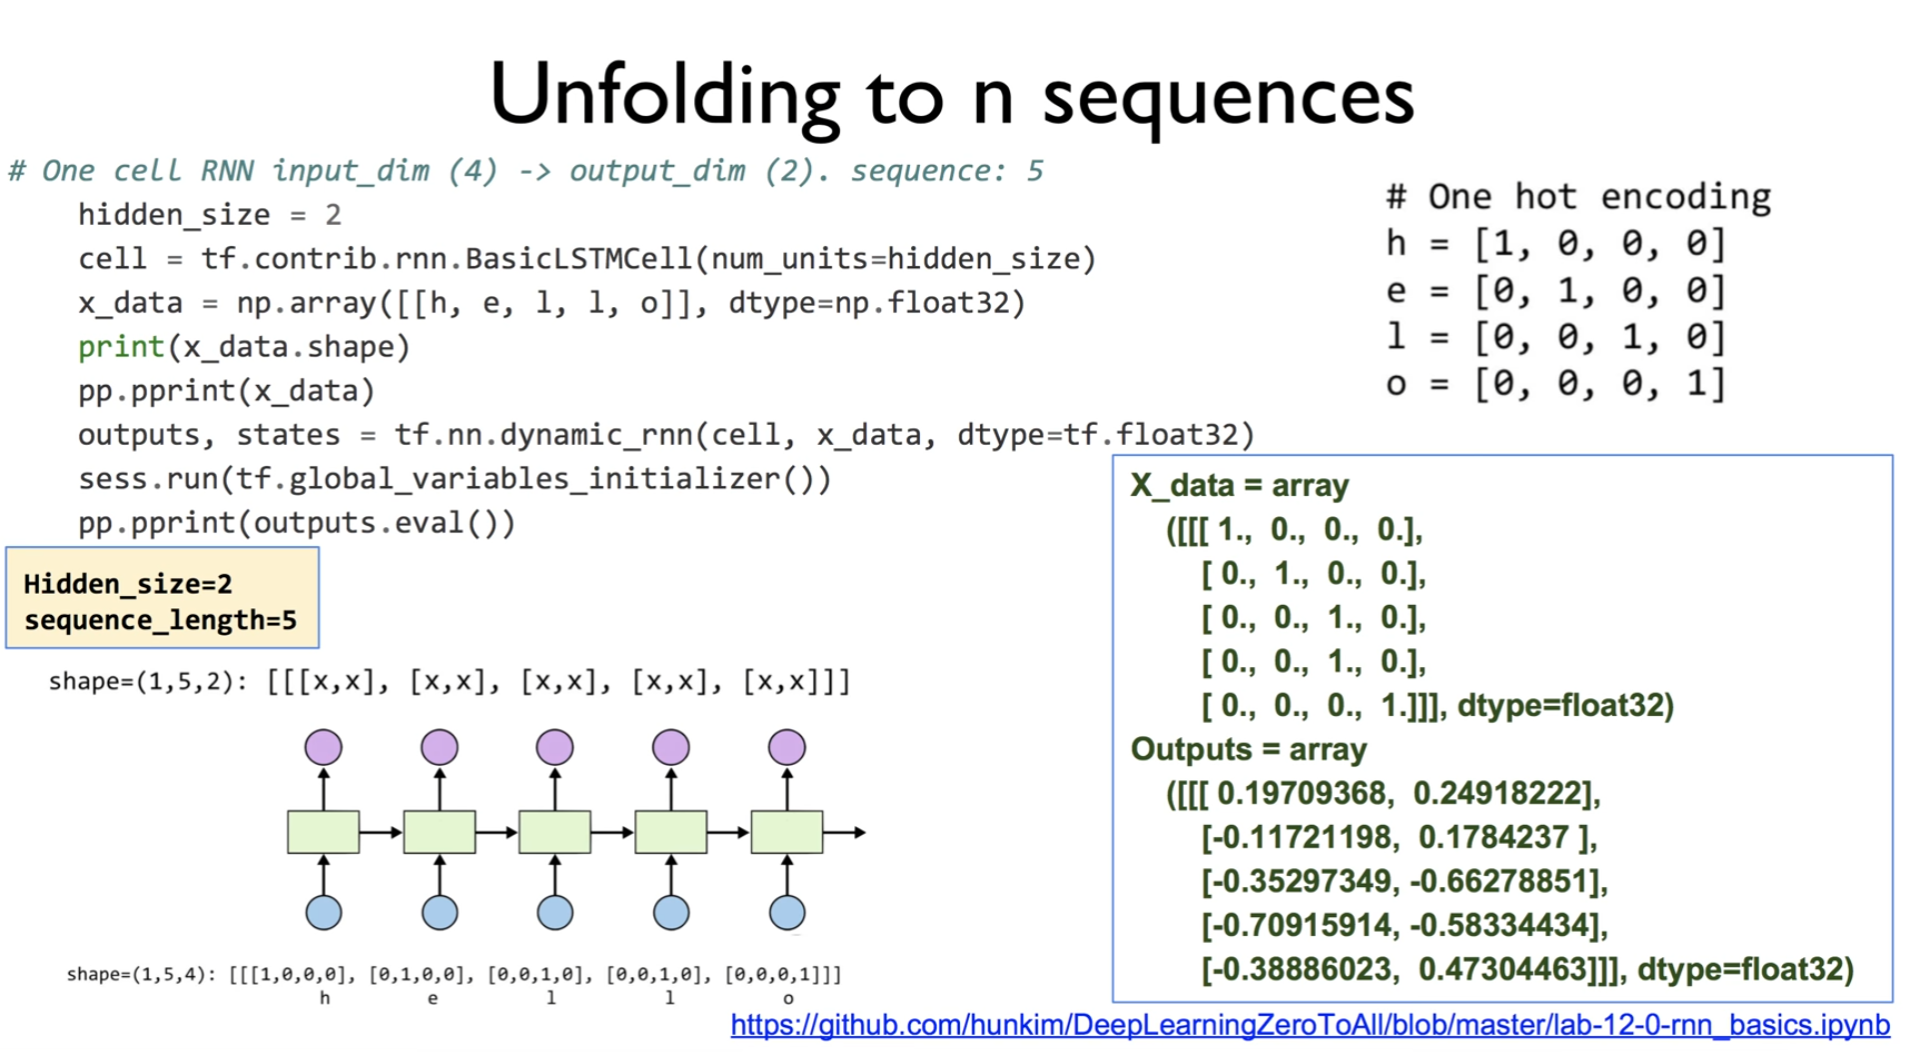 Unfolding to n sequences
# One cell RNN input_dim (4) -> output_dim (2). sequence: 5
hidden_size = 2
cell = tf.contrib.rnn.BasicLSTMCell(num_units=hidden_size)
x_data = np.array([[h, e, l, l, o]], dtype=np.float32)
print(x_data.shape)
pp.pprint(x_data)
outputs, states = tf.nn.dynamic_rnn(cell, x_data, dtype=tf.float32)
sess.run(tf.global_variables_initializer())
pp.pprint(outputs.eval())
# One hot encoding
h = [1, 0, 0, 0]
e = [0, 1, 0, 0]
l = [0, 0, 1, 0]
o = [0, 0, 0, 1]
Hidden_size=2
sequence_length=5
shape=(1,5,2): [[[x,x], [x,x], [x,x], [x,x], [x,x]]]
shape=(1,5,4): [[[1,0,0,0], [0,1,0,0], [0,0,1,0], [0,0,1,0], [0,0,0,1]]]
h e l l o
X_data = array
([[[ 1., 0., 0., 0.],
[ 0., 1., 0., 0.],
[ 0., 0., 1., 0.],
[ 0., 0., 1., 0.],
[ 0., 0., 0., 1.]]], dtype=float32)
Outputs = array
([[[ 0.19709368, 0.24918222],
[-0.11721198, 0.1784237 ],
[-0.35297349, -0.66278851],
[-0.70915914, -0.58334434],
[-0.38886023, 0.47304463]]], dtype=float32)
https://github.com/hunkim/DeepLearningZeroToAll/blob/master/lab-12-0-rnn_basics.ipynb